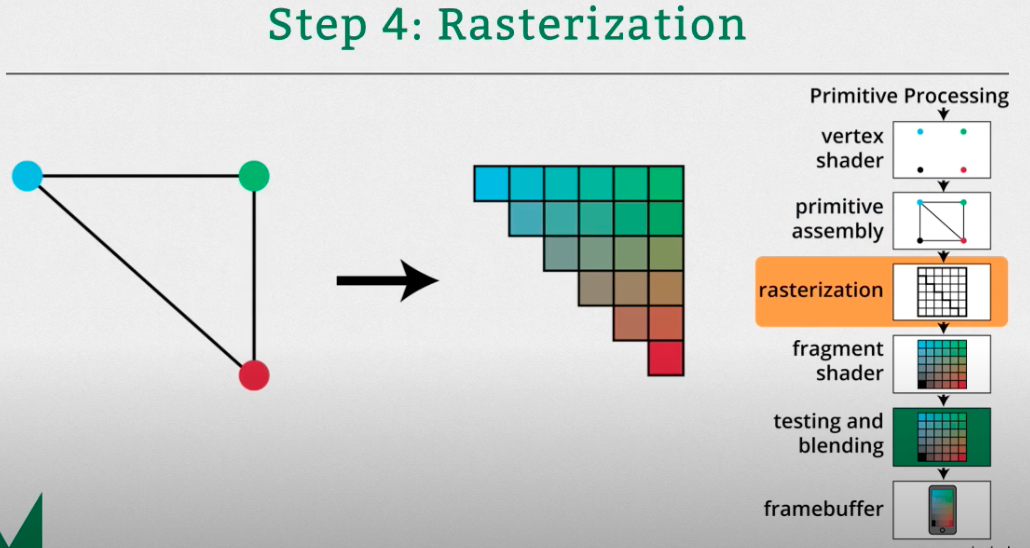 Step 4: Rasterization
Primitive Processing
vertex
shader
primitive
assembly
rasterization
fragment
shader
testing and
blending
framebuffer